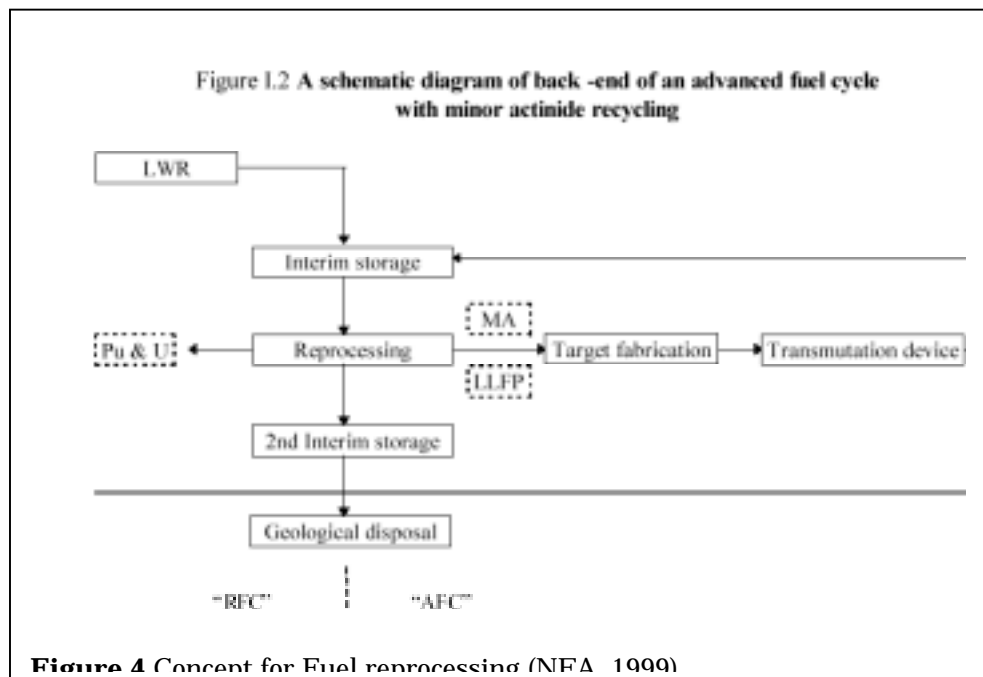 Figure I.2 A schematic diagram of back -end of an advanced fuel cycle
with minor actinide recycling
LWR
Interim storage
MA
Pu & U
Reprocessing
Target fabrication
Transmutation device
LLFP
2nd Interim storage
Geological disposal
"RFC"
"AFC"
Figure 4 Concept for Fuel reprocessing (NEA, 1999)